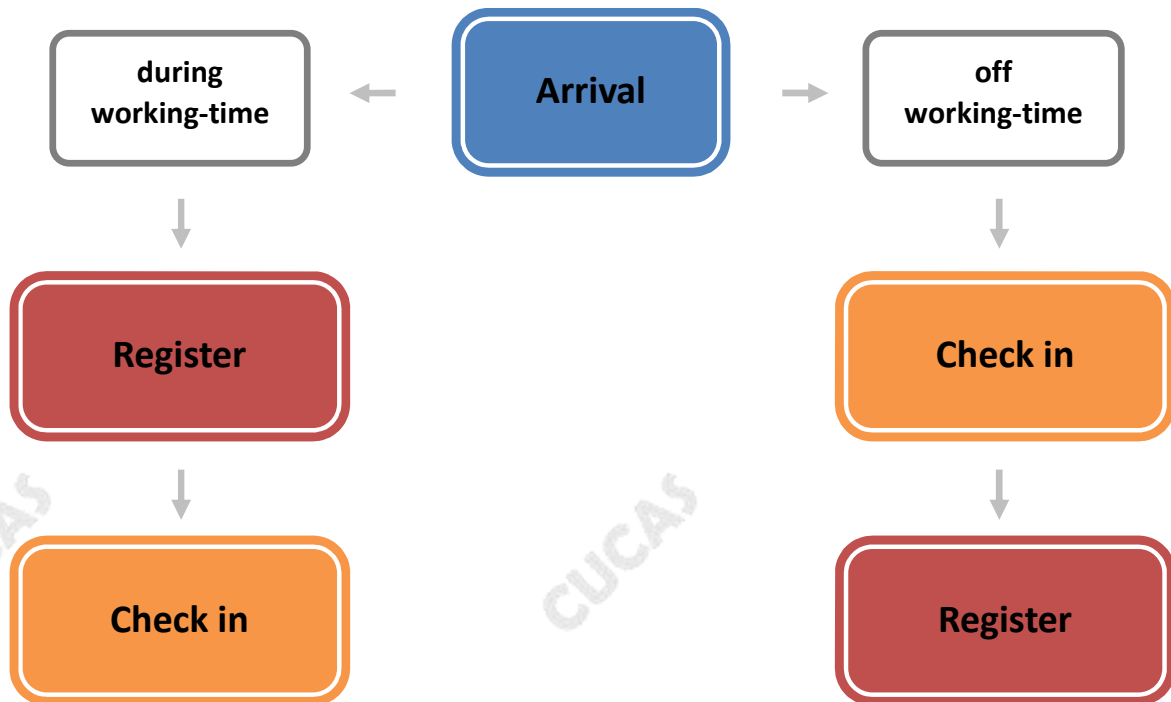 during
working-time
Arrival
off
working-time
Register
Check in
CUCAS
Check in
Register